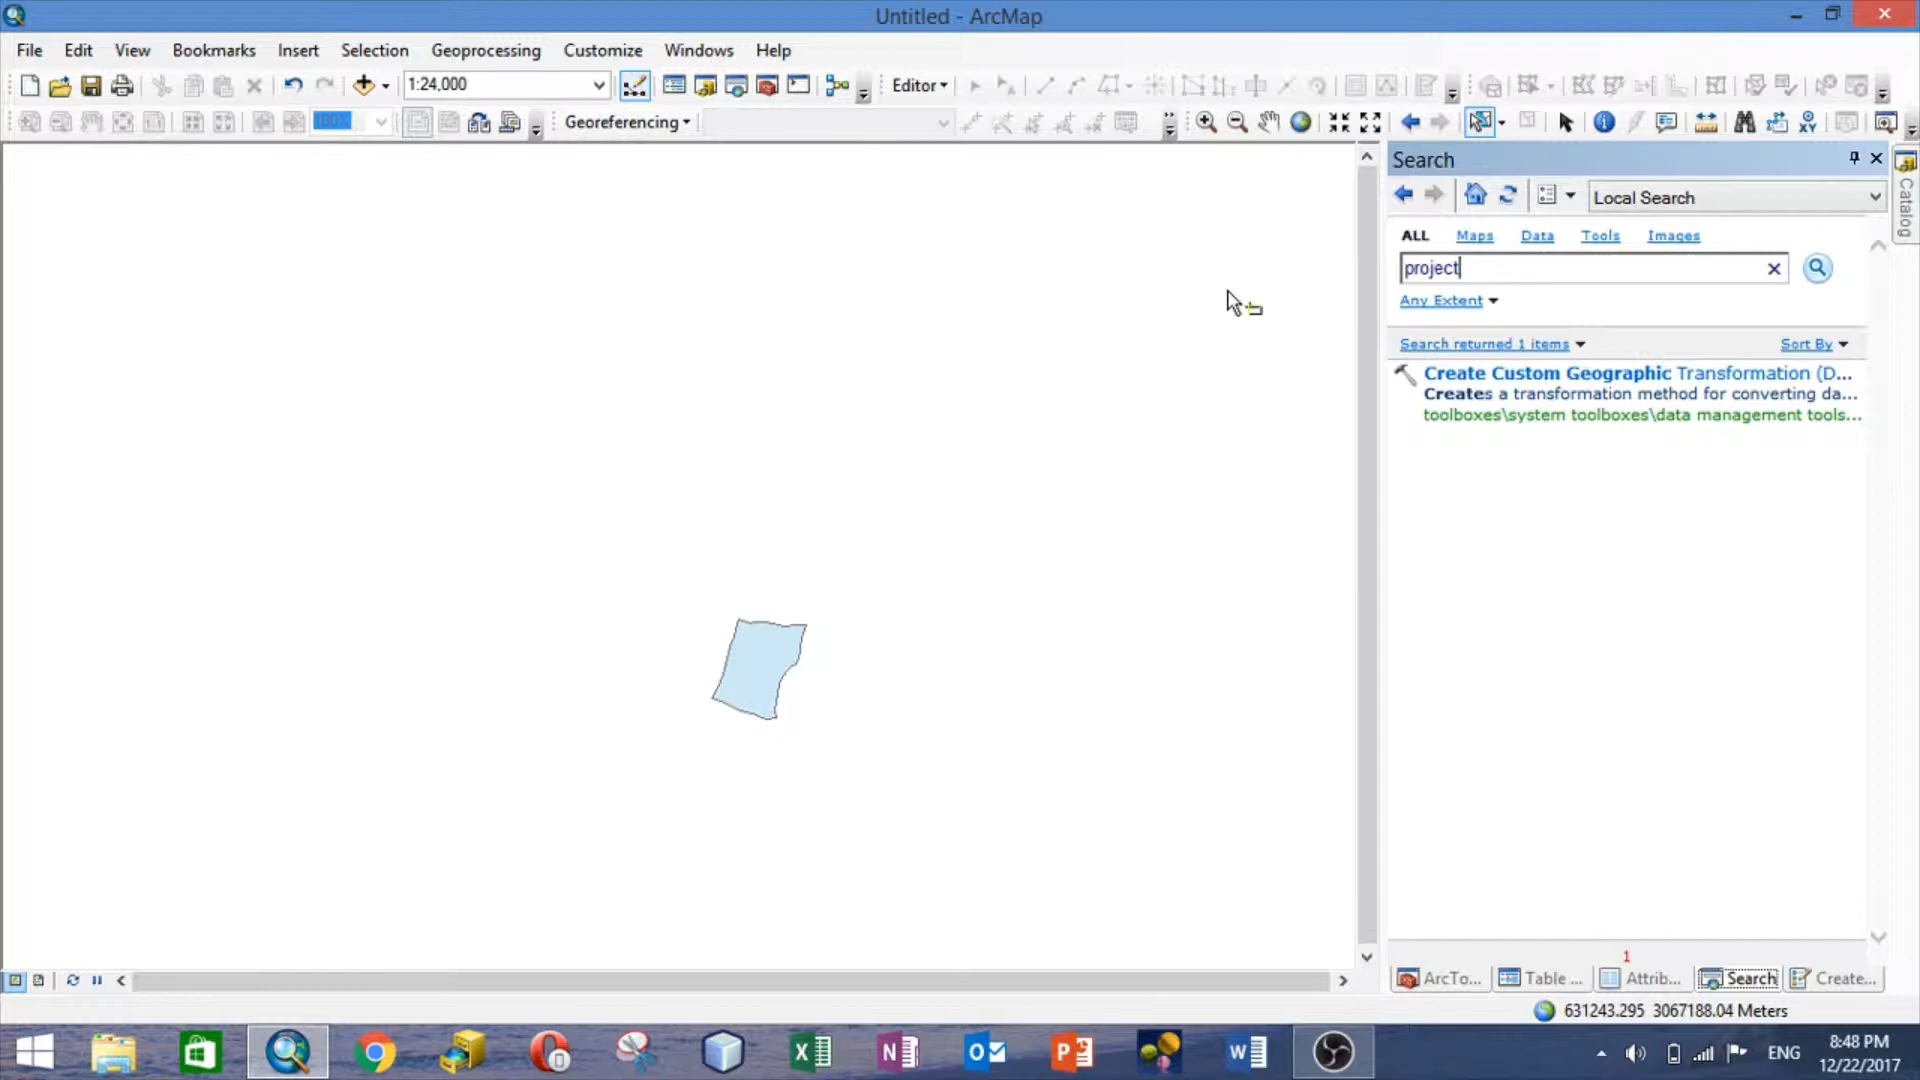 Untitled - ArcMap
File Edit View Bookmarks Insert Selection Geoprocessing Customize Windows Help
1:24,000
Editor
100%
Georeferencing
Search
Local Search
ALL Maps Data Tools Images
project
Any Extent
Search returned 1 items
Sort By
Create Custom Geographic Transformation (D...
Creates a transformation method for converting da...
toolboxes\system toolboxes\data management tools...
1
ArcTo...
Table ...
Attrib...
Search
Create...
Catalog
631243.295 3067188.04 Meters
ENG
8:48 PM
12/22/2017